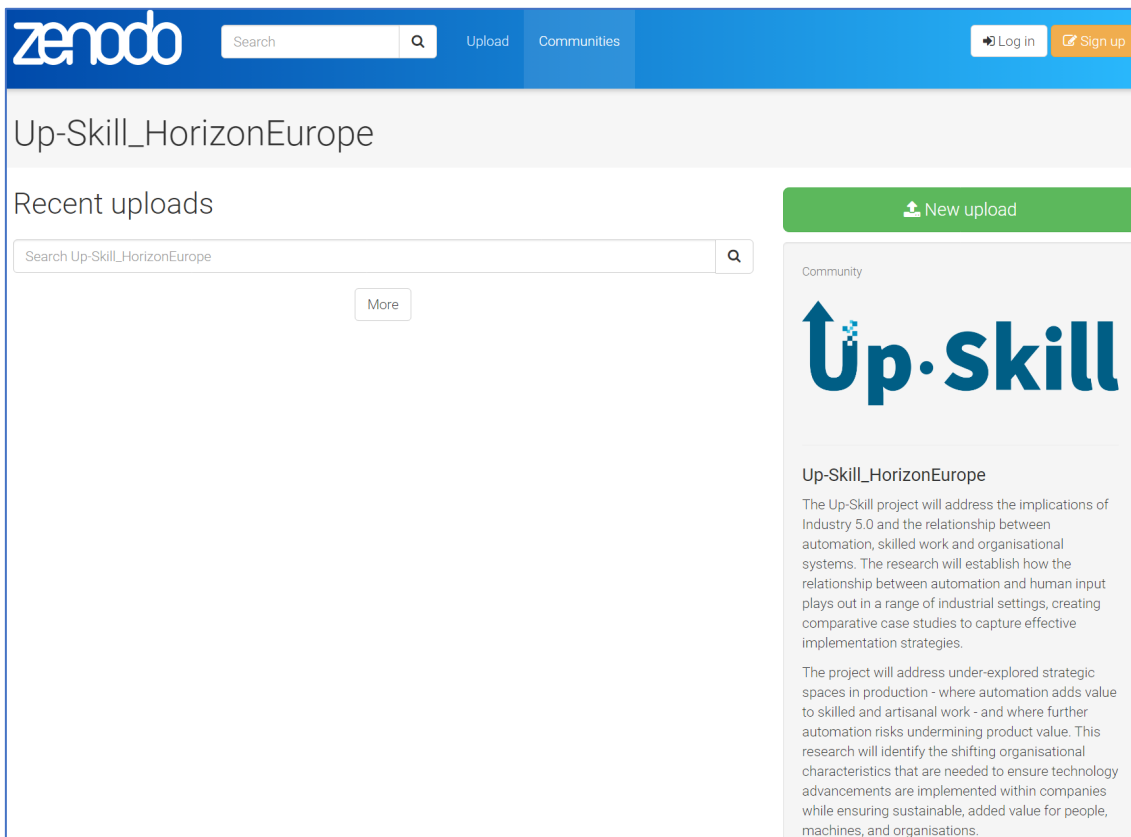 zenodo
Search
Upload
Communities
Log in
Sign up
Up-Skill_HorizonEurope
Recent uploads
Search Up-Skill_HorizonEurope
More
New upload
Community
Up·Skill
Up-Skill_HorizonEurope
The Up-Skill project will address the implications of
Industry 5.0 and the relationship between
automation, skilled work and organisational
systems. The research will establish how the
relationship between automation and human input
plays out in a range of industrial settings, creating
comparative case studies to capture effective
implementation strategies.
The project will address under-explored strategic
spaces in production - where automation adds value
to skilled and artisanal work - and where further
automation risks undermining product value. This
research will identify the shifting organisational
characteristics that are needed to ensure technology
advancements are implemented within companies
while ensuring sustainable, added value for people,
machines, and organisations.